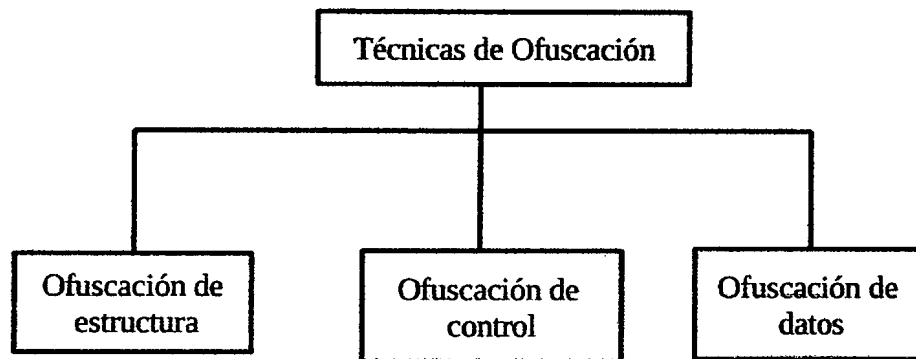 Técnicas de Ofuscación
Ofuscación de
estructura
Ofuscación de
control
Ofuscación de
datos